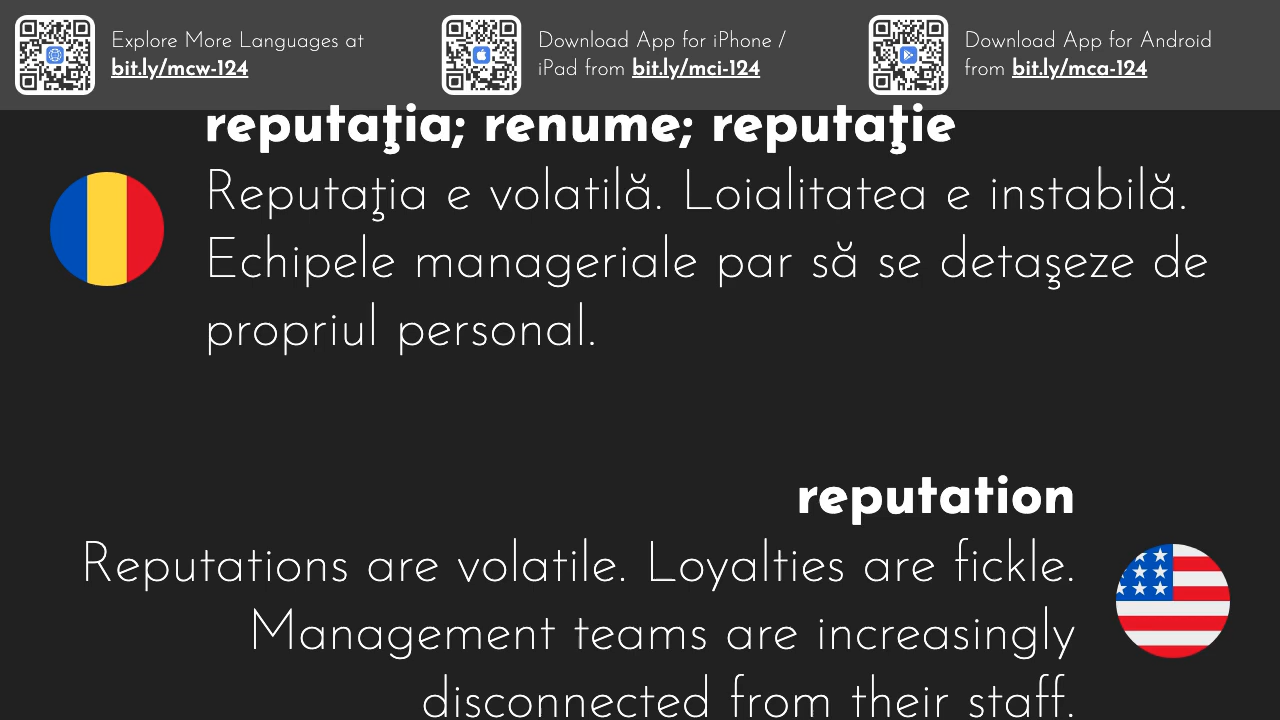 Explore More Languages at
bit.ly/mcw-124
Download App for iPhone /
iPad from bit.ly/mci-124
Download App for Android
from bit.ly/mca-124
reputaţia; renume; reputaţie
Reputaţia e volatilă. Loialitatea e instabilă.
Echipele manageriale par să se detaşeze de
propriul personal.
reputation
Reputations are volatile. Loyalties are fickle.
Management teams are increasingly
disconnected from their staff.